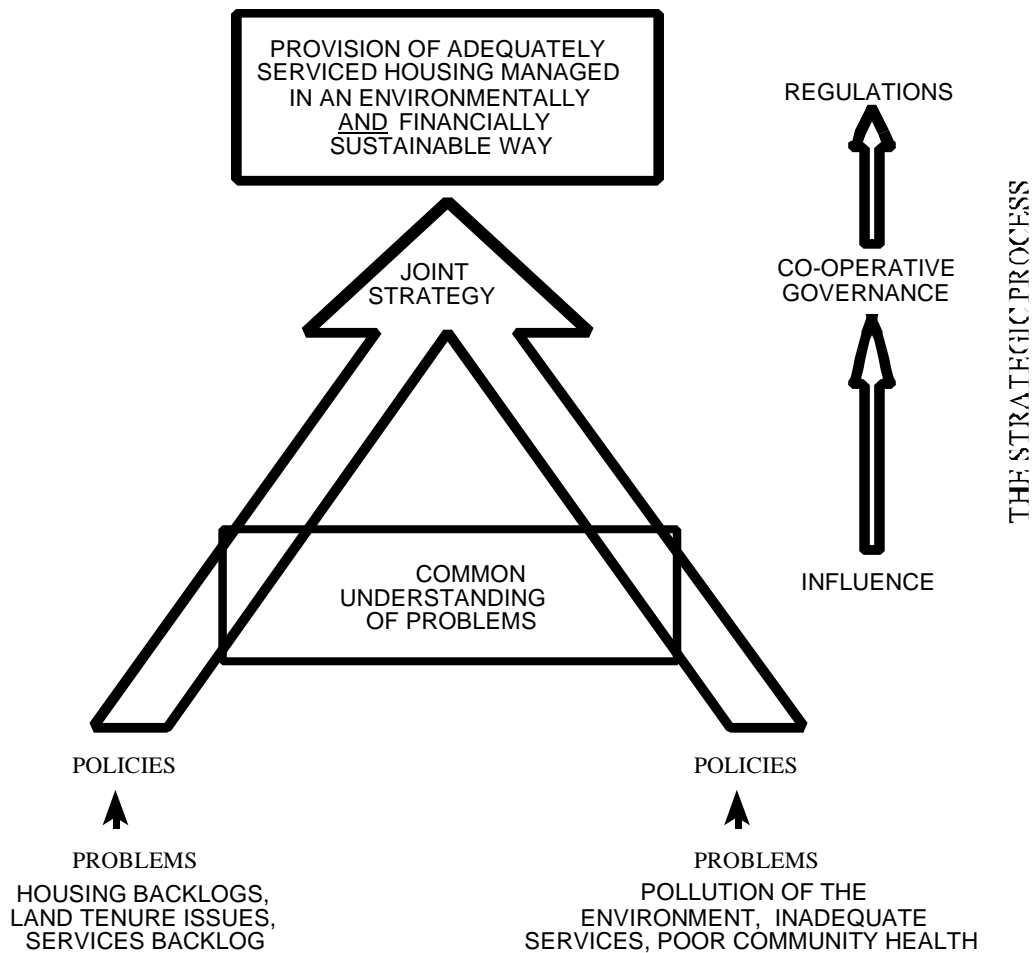 PROVISION OF ADEQUATELY
SERVICED HOUSING MANAGED
IN AN ENVIRONMENTALLY
AND FINANCIALLY
SUSTAINABLE WAY
JOINT
STRATEGY
COMMON
UNDERSTANDING
OF PROBLEMS
POLICIES
PROBLEMS
HOUSING BACKLOGS,
LAND TENURE ISSUES,
SERVICES BACKLOG
POLICIES
PROBLEMS
POLLUTION OF THE
ENVIRONMENT, INADEQUATE
SERVICES, POOR COMMUNITY HEALTH
REGULATIONS
CO-OPERATIVE
GOVERNANCE
INFLUENCE
THE STRATEGIC PROCESS